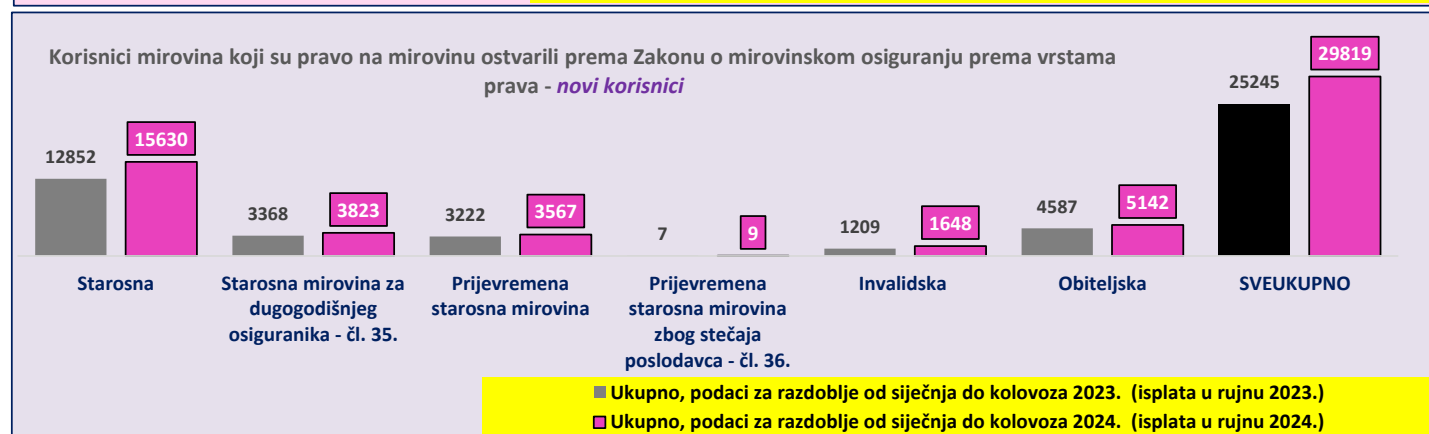 Korisnici mirovina koji su pravo na mirovinu ostvarili prema Zakonu o mirovinskom osiguranju prema vrstama
prava - novi korisnici
12852
15630
3368
3823
3222
3567
7
9
1209
1648
4587
5142
25245
29819
Starosna
Starosna mirovina za
dugogodišnjeg
osiguranika - čl. 35.
Prijevremena
starosna mirovina
Prijevremena
starosna mirovina
zbog stečaja
poslodavca - čl. 36.
Invalidska
Obiteljska
SVEUKUPNO
Ukupno, podaci za razdoblje od siječnja do kolovoza 2023. (isplata u rujnu 2023.)
Ukupno, podaci za razdoblje od siječnja do kolovoza 2024. (isplata u rujnu 2024.)